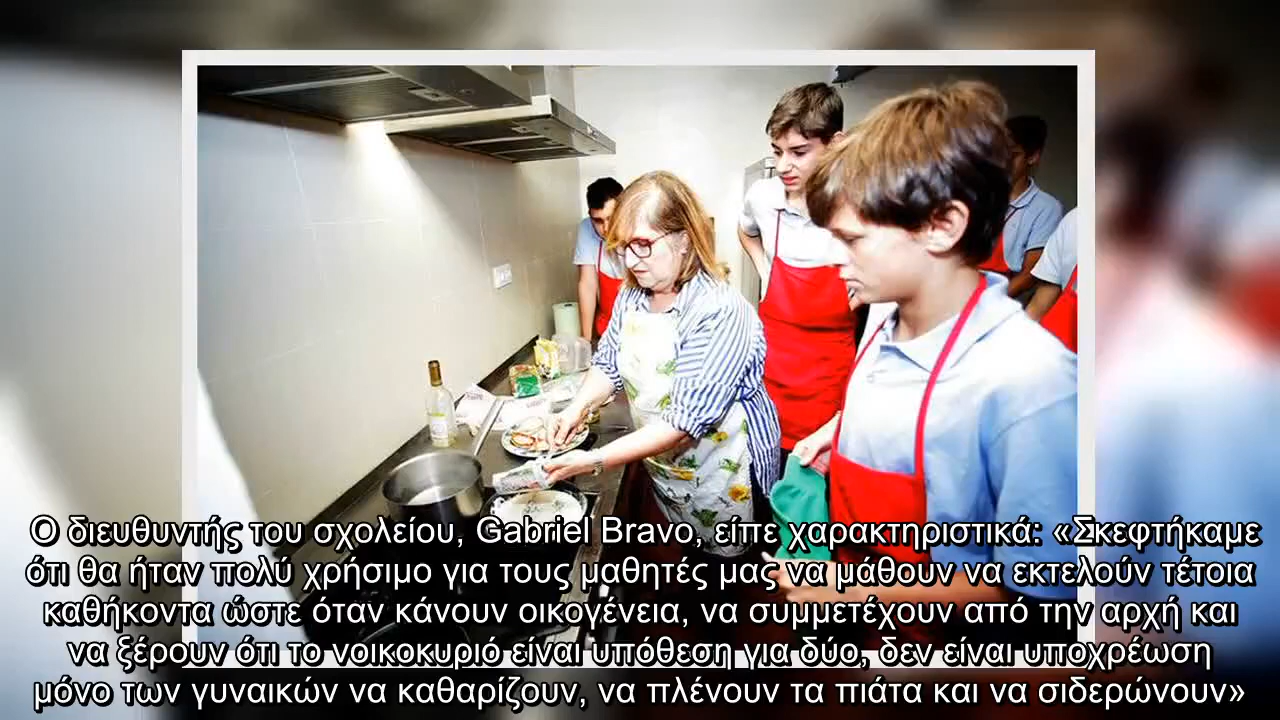 Ο διευθυντής του σχολείου, Gabriel Bravo, είπε χαρακτηριστικά: «Σκεφτήκαμε
ότι θα ήταν πολύ χρήσιμο για τους μαθητές μας να μάθουν να εκτελούν τέτοια
καθήκοντα ώστε όταν κάνουν οικογένεια, να συμμετέχουν από την αρχή και
να ξέρουν ότι το νοικοκυριό είναι υπόθεση για δύο, δεν είναι υποχρέωση
μόνο των γυναικών να καθαρίζουν, να πλένουν τα πιάτα και να σιδερώνουν»